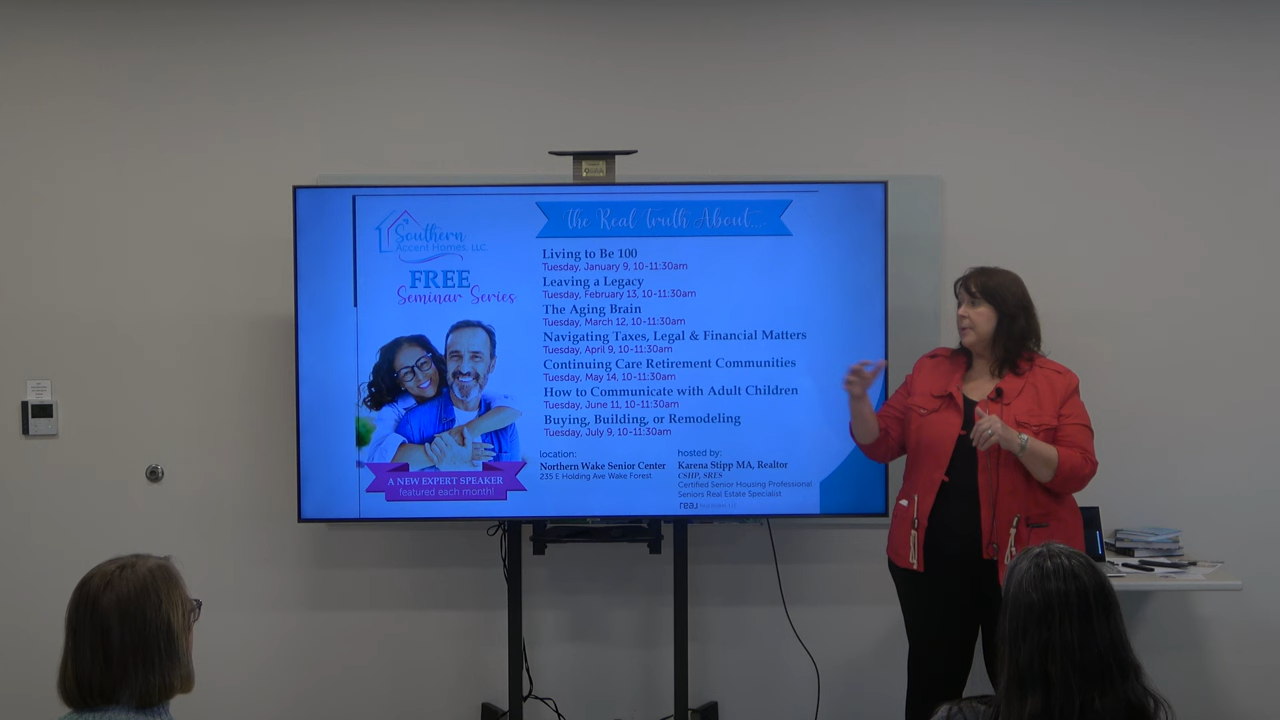 Southern
Accent Homes, LLC
FREE
Seminar Series
the Real Truth About...
Living to Be 100
Tuesday, January 9, 10-11:30am
Leaving a Legacy
Tuesday, February 13, 10-11:30am
The Aging Brain
Tuesday, March 12, 10-11:30am
Navigating Taxes, Legal & Financial Matters
Tuesday, April 9, 10-11:30am
Continuing Care Retirement Communities
Tuesday, May 14, 10-11:30am
How to Communicate with Adult Children
Tuesday, June 11, 10-11:30am
Buying, Building, or Remodeling
Tuesday, July 9, 10-11:30am
A NEW EXPERT SPEAKER
featured each month!
location:
Northern Wake Senior Center
235 E Holding Ave Wake Forest
hosted by:
Karena Stipp MA, Realtor
CSHP, SRES
Certified Senior Housing Professional
Seniors Real Estate Specialist
real